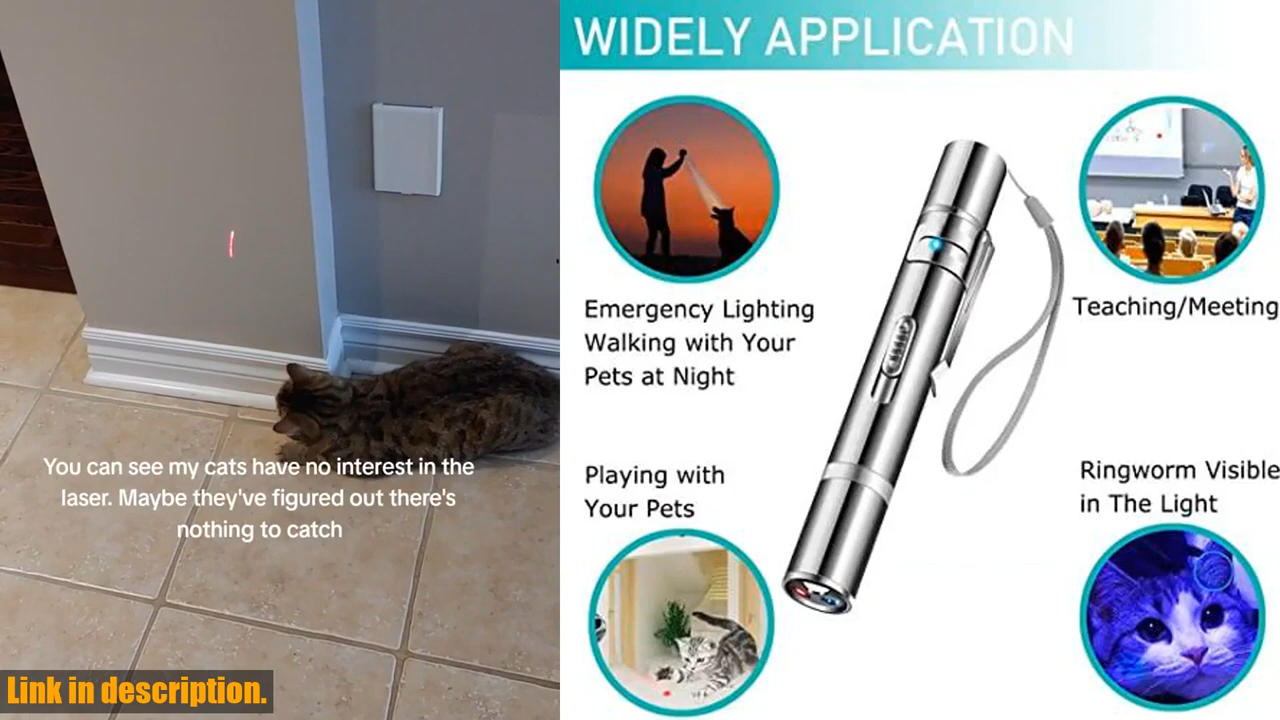 You can see my cats have no interest in the
laser. Maybe they've figured out there's
nothing to catch
Link in description.
WIDELY APPLICATION
Emergency Lighting
Walking with Your
Pets at Night
Teaching/Meeting
Playing with
Your Pets
Ringworm Visible
in The Light